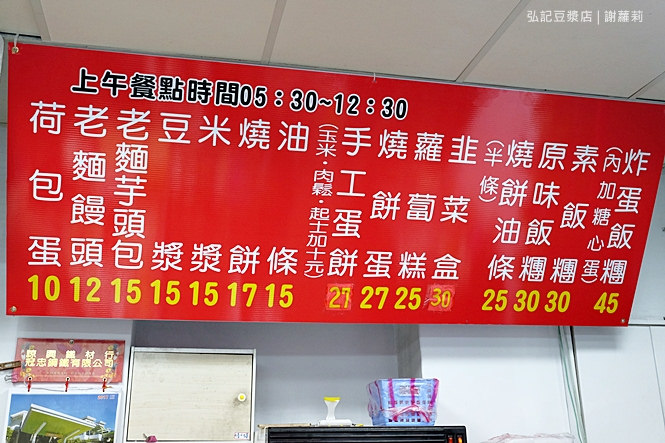 弘記豆漿店 | 謝蘿莉
上午餐點時間05：30~12：30
荷包蛋 10
老麵饅頭 12
老麵芋頭包 15
豆漿 15
米漿 15
燒餅 17
油條 15
手工蛋餅 (玉米·肉鬆·起士加十元) 27
燒餅蛋 27
蘿蔔糕 25
韭菜盒 30
燒餅油條 (半條) 25
原味飯糰 30
素飯糰 30
炸蛋飯糰 (內加糖心蛋) 45